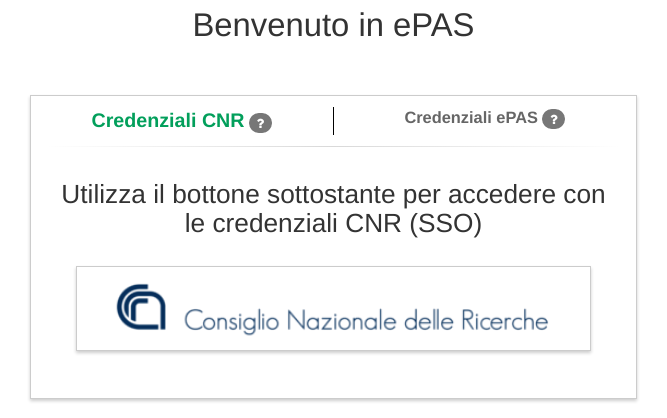 Benvenuto in ePAS
Credenziali CNR ?
Credenziali ePAS ?
Utilizza il bottone sottostante per accedere con
le credenziali CNR (SSO)
Consiglio Nazionale delle Ricerche